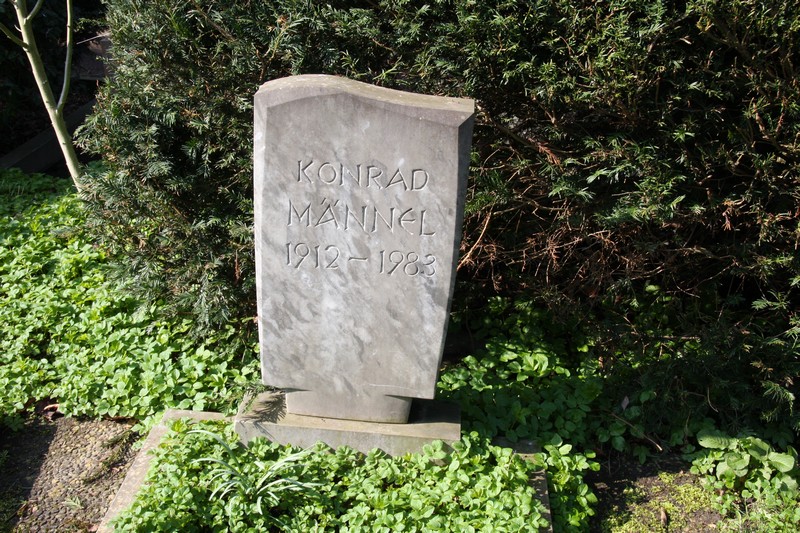 KONRAD
MÄNNEL
1912 – 1983